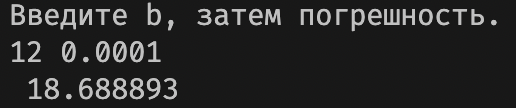 Введите b, затем погрешность.
12 0.0001
18.688893